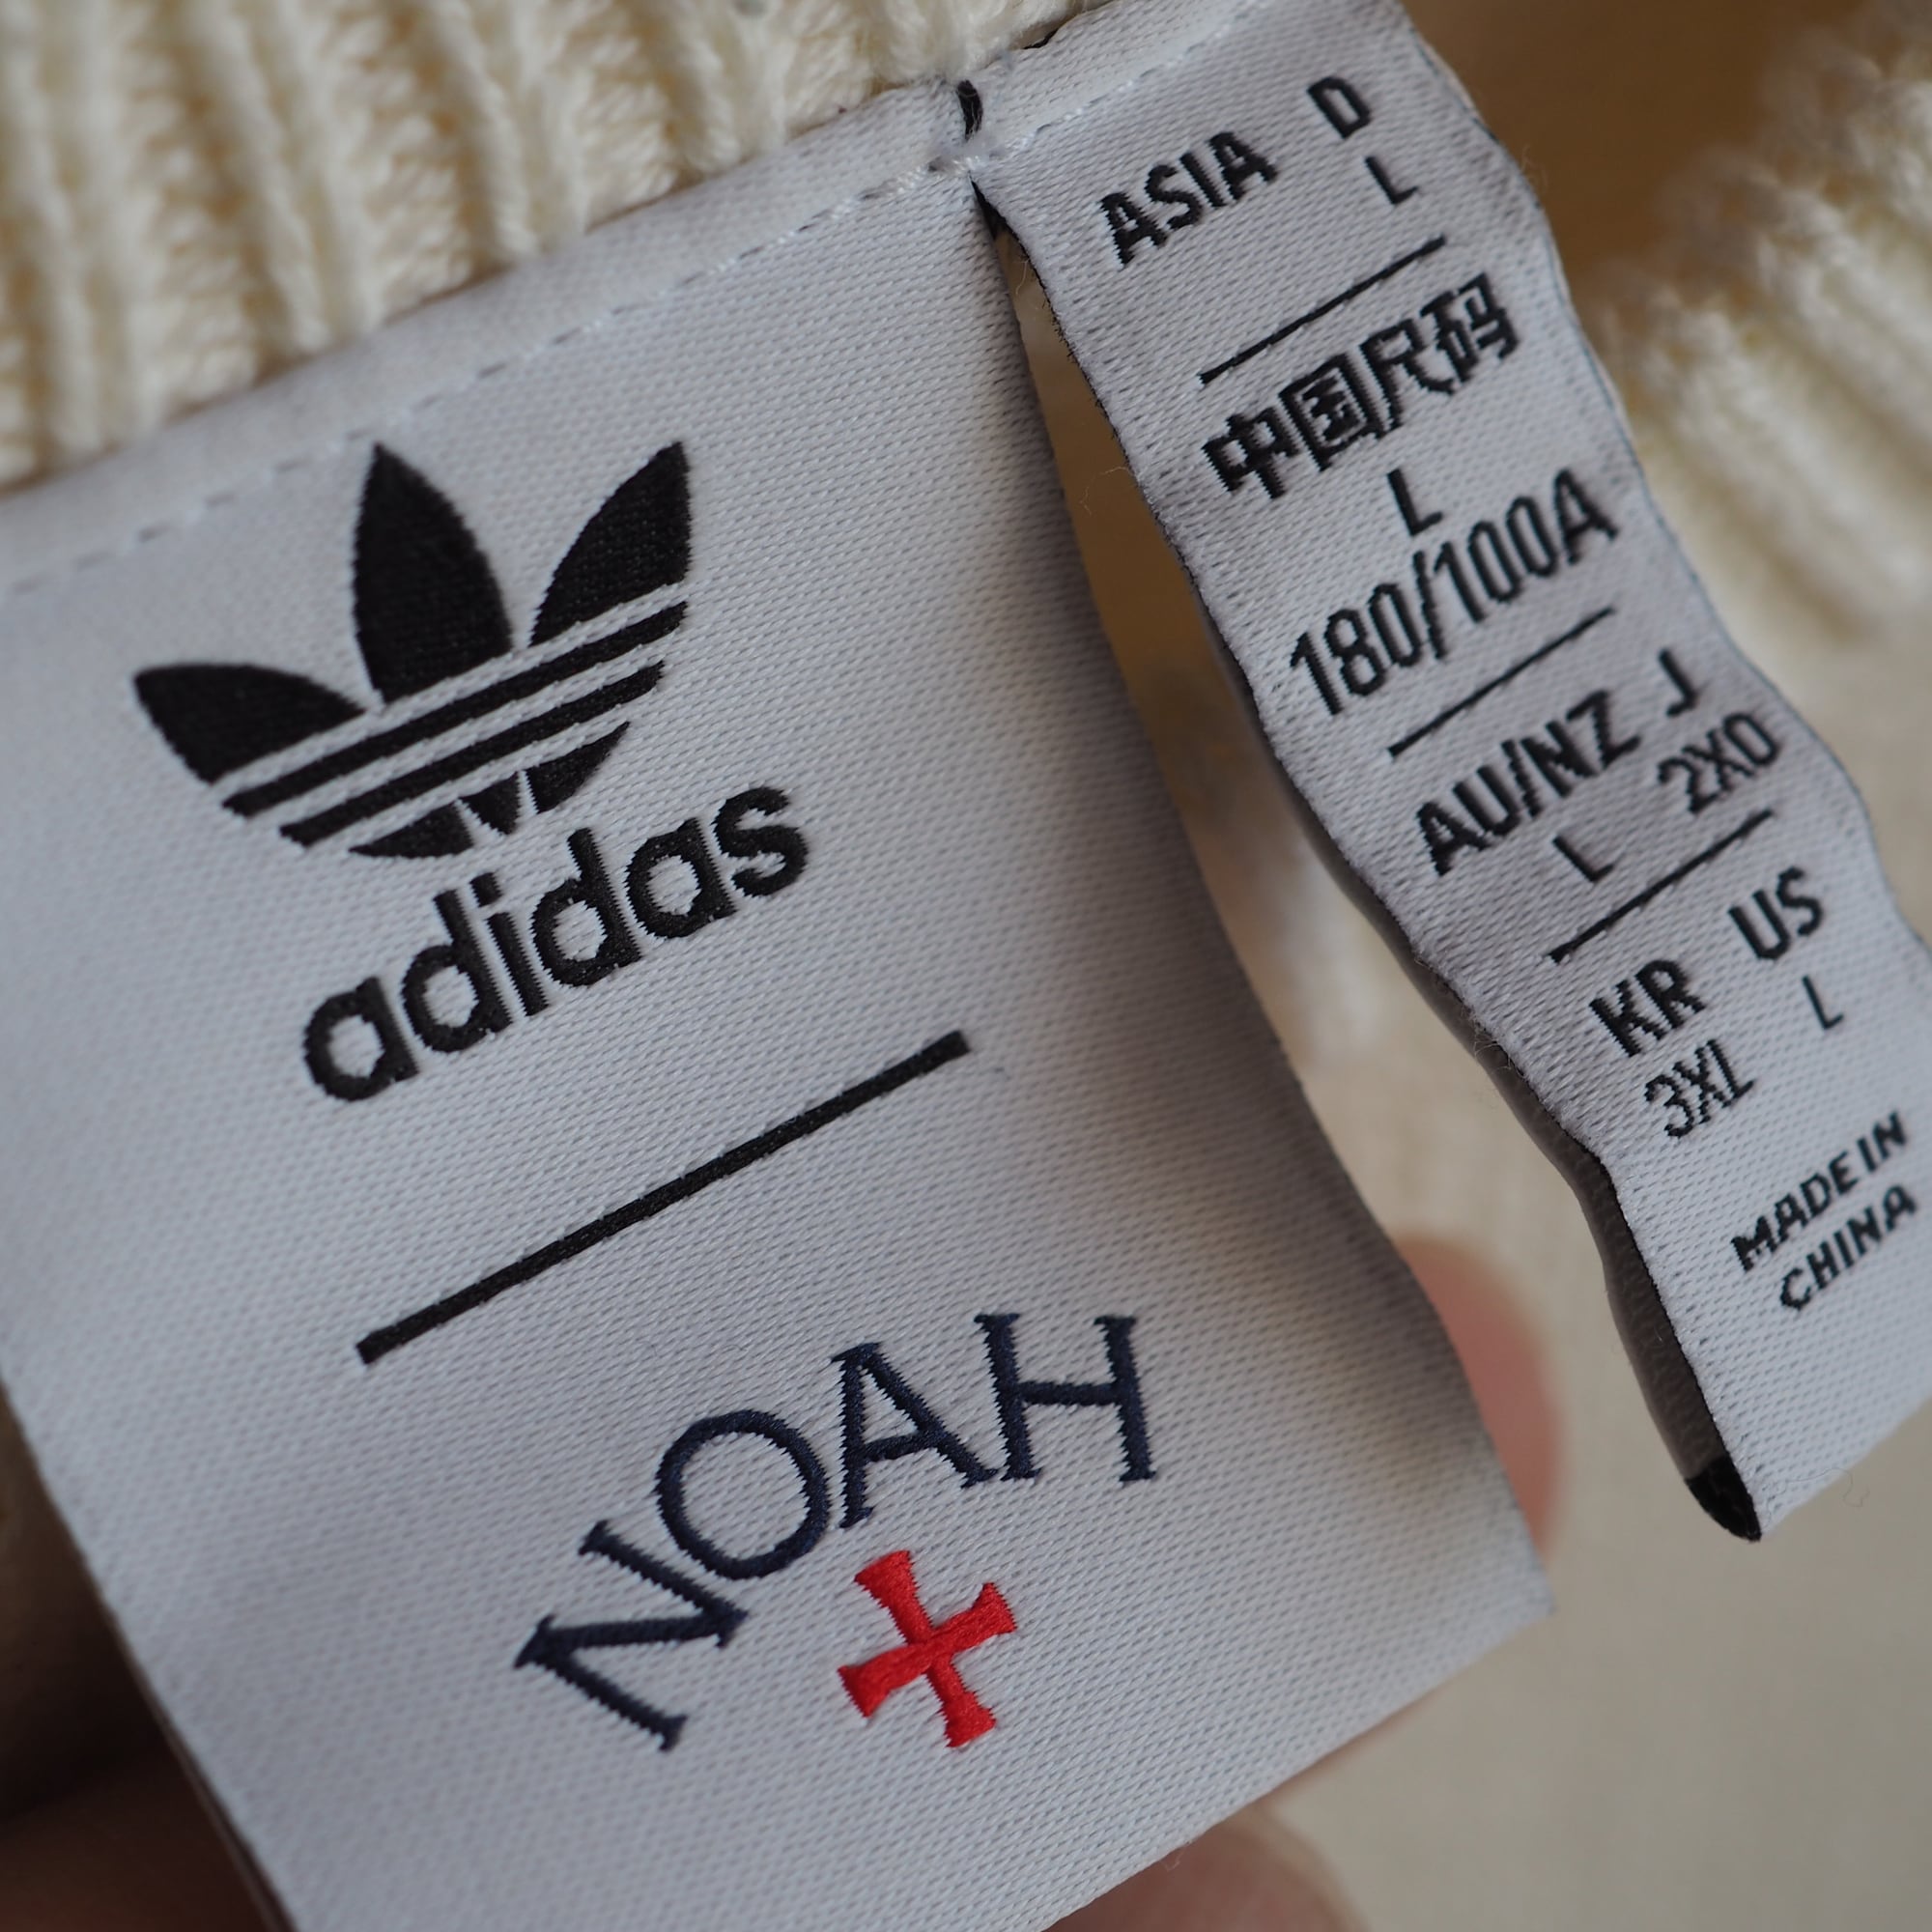 adidas
NOAH
ASIA D
L
中国尺码
L
180/100A
AU/NZ J
L 2XO
KR US
3XL L
MADE IN
CHINA